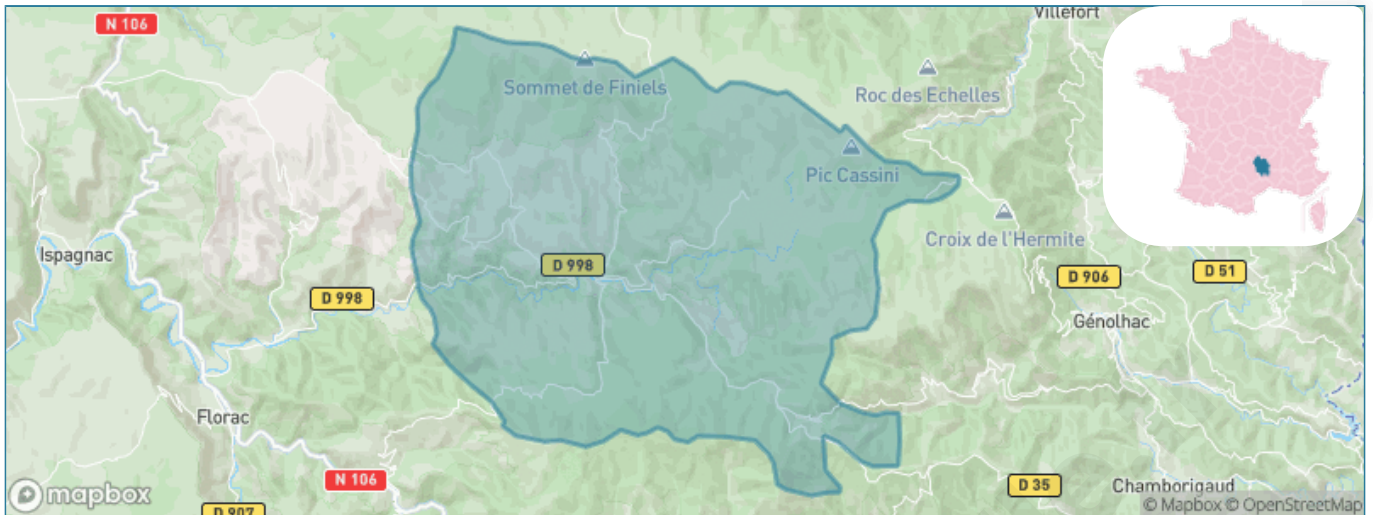 N 106
Villefort
Sommet de Finiels
Roc des Echelles
Pic Cassini
Croix de l'Hermite
Ispagnac
D 998
D 998
D 906
D 51
Génolhac
Florac
N 106
D 35
Chamborigaud
mapbox
D 907
© Mapbox © OpenStreetMap